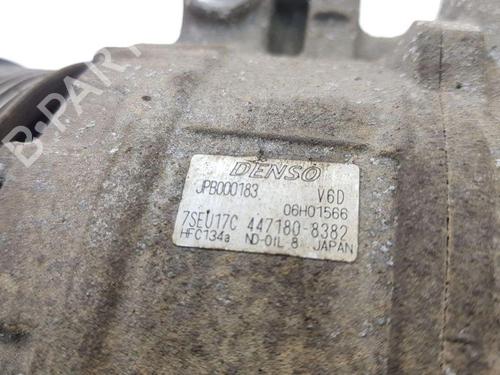 DENSO
JPB000183 V6D
06H01566
7SEU17C 447180-8382
HFC134a ND-OIL 8 JAPAN
B-PARTS